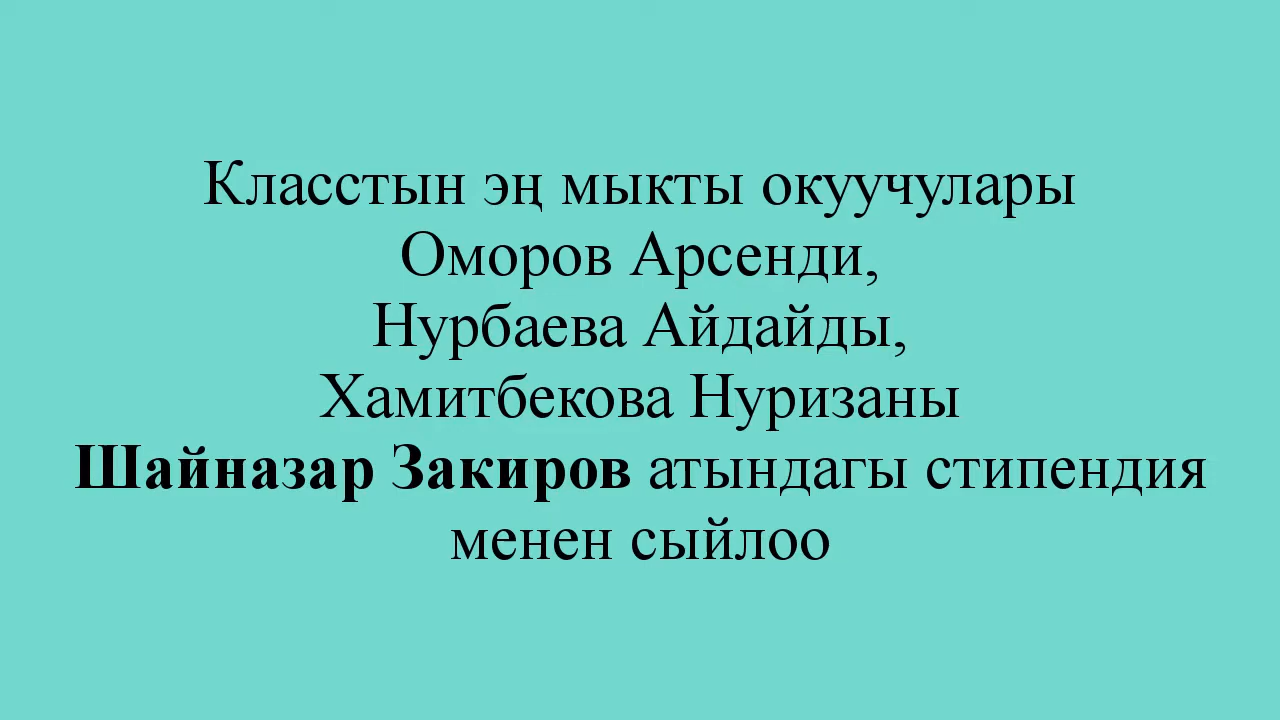 Класстын эң мыкты окуучулары
Оморов Арсенди,
Нурбаева Айдайды,
Хамитбекова Нуризаны
Шайназар Закиров атындагы стипендия
менен сыйлоо